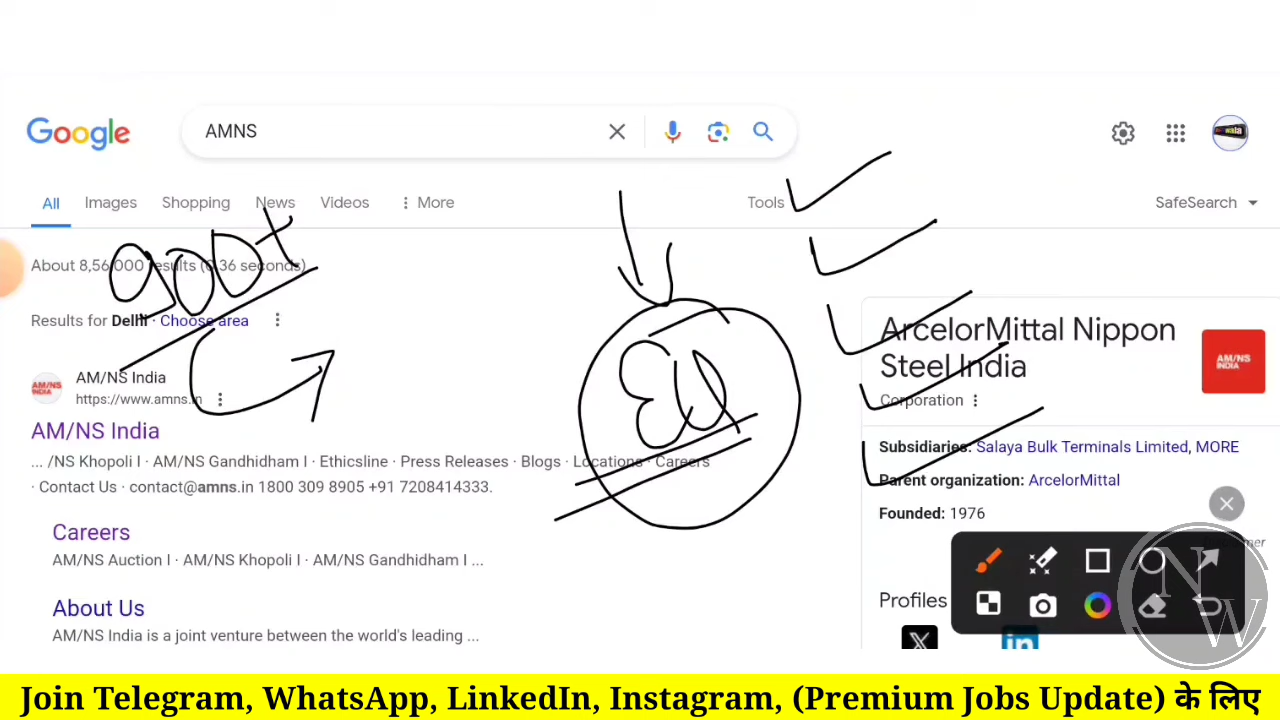 Google
AMNS
All Images Shopping News Videos More Tools SafeSearch
900+
About 8,56,000 results (0.36 seconds)
Results for Delhi · Choose area
AM/NS India
https://www.amns.in
AM/NS India
... /NS Khopoli I · AM/NS Gandhidham I · Ethicsline · Press Releases · Blogs · Locations · Careers
· Contact Us · contact@amns.in 1800 309 8905 +91 7208414333.
Careers
AM/NS Auction I · AM/NS Khopoli I · AM/NS Gandhidham I ...
About Us
AM/NS India is a joint venture between the world's leading ...
ArcelorMittal Nippon
Steel India
AM/NS
INDIA
Corporation
Subsidiaries: Salaya Bulk Terminals Limited, MORE
Parent organization: ArcelorMittal
Founded: 1976
Profiles
N
W
Join Telegram, WhatsApp, LinkedIn, Instagram, (Premium Jobs Update) के लिए